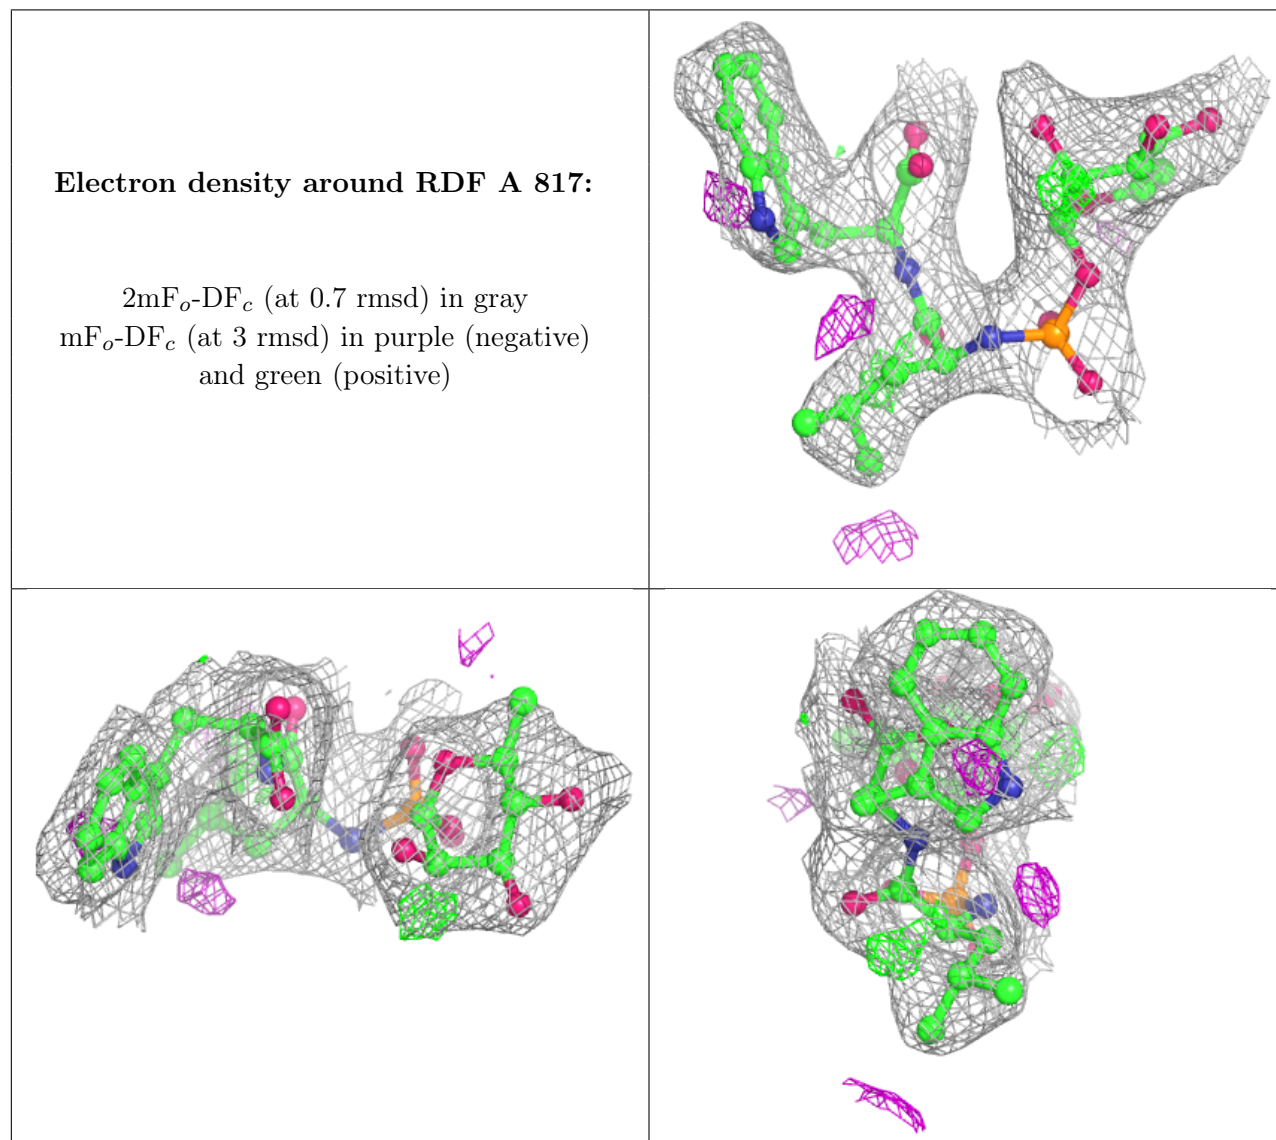 Electron density around RDF A 817:
2mFo-DFc (at 0.7 rmsd) in gray
mFo-DFc (at 3 rmsd) in purple (negative)
and green (positive)